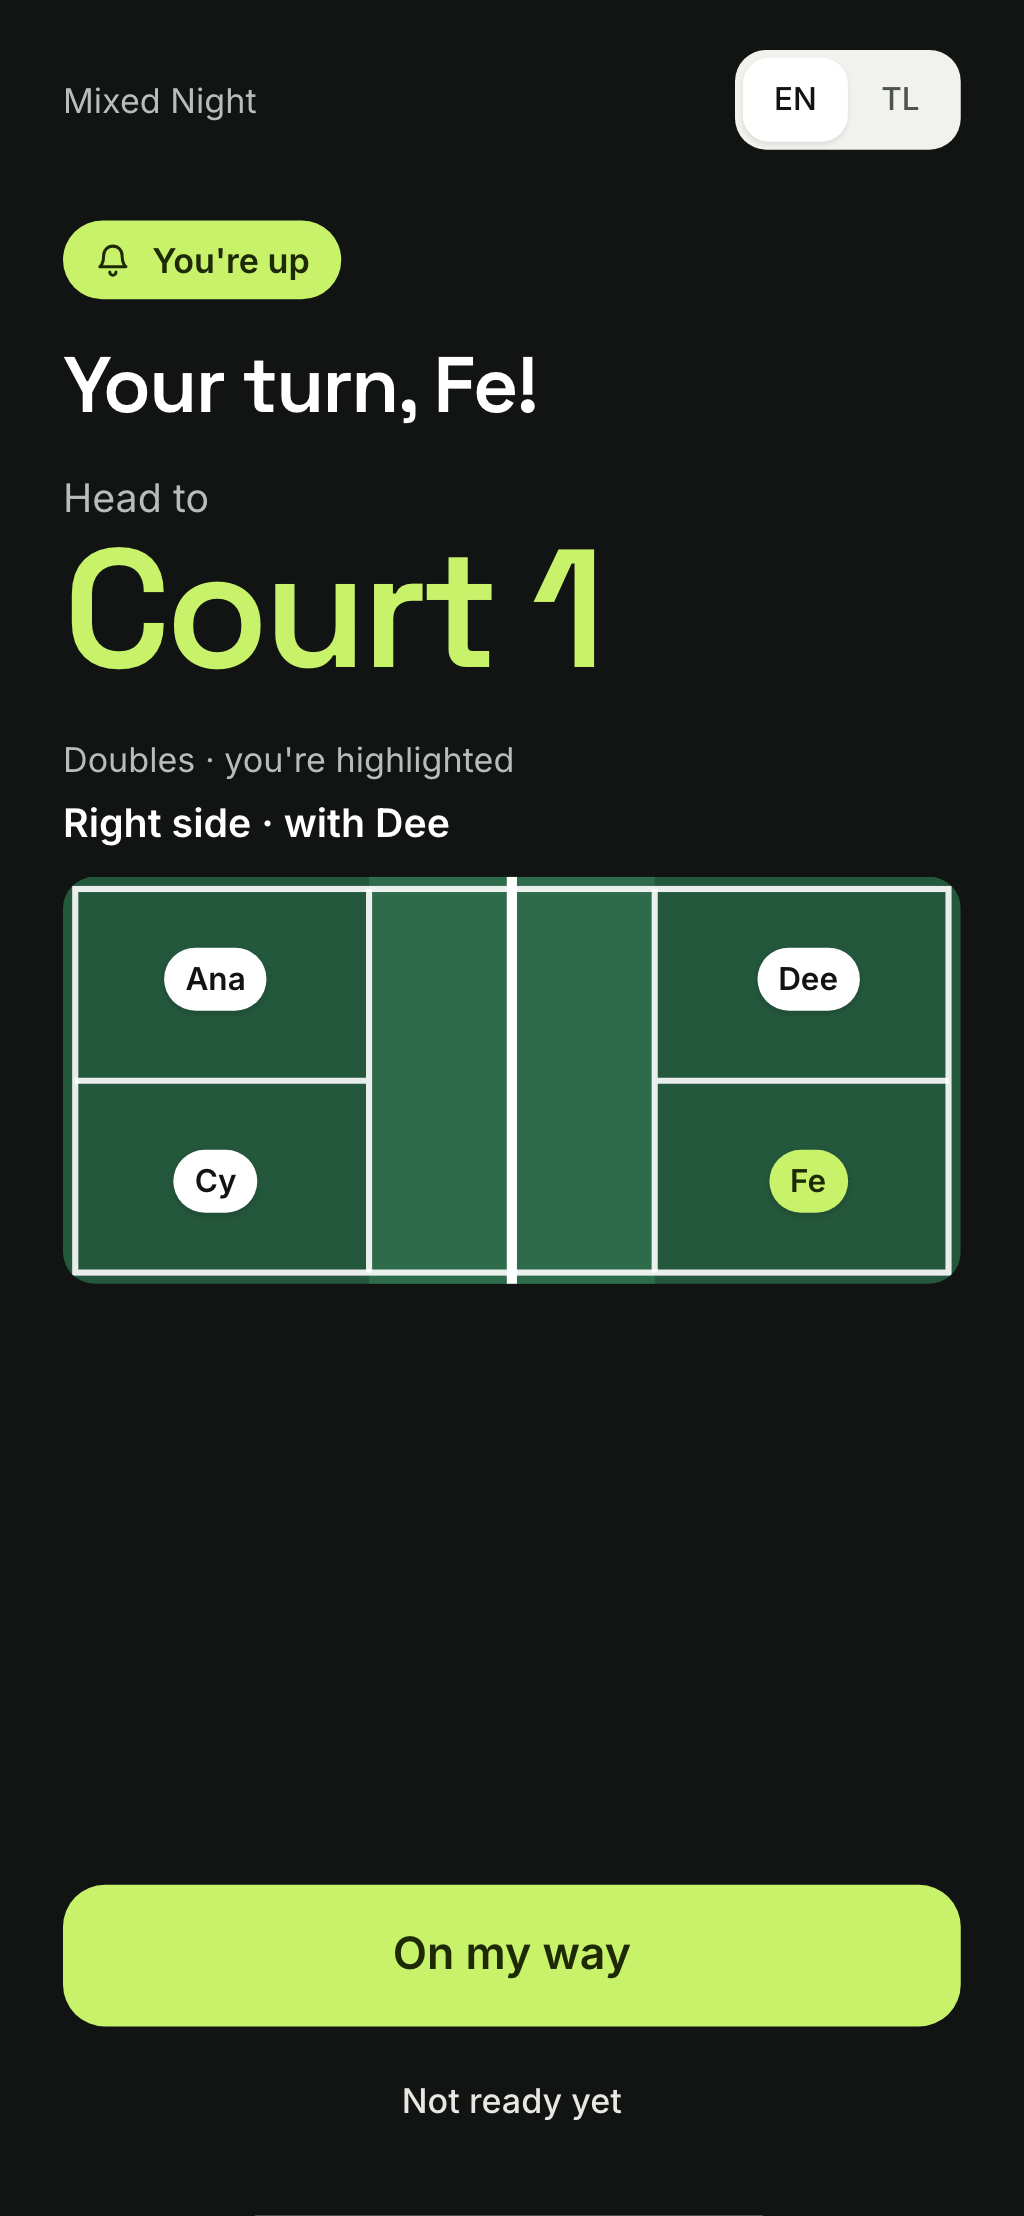 Mixed Night
EN TL
You're up
Your turn, Fe!
Head to
Court 1
Doubles · you're highlighted
Right side · with Dee
Ana
Dee
Cy
Fe
On my way
Not ready yet